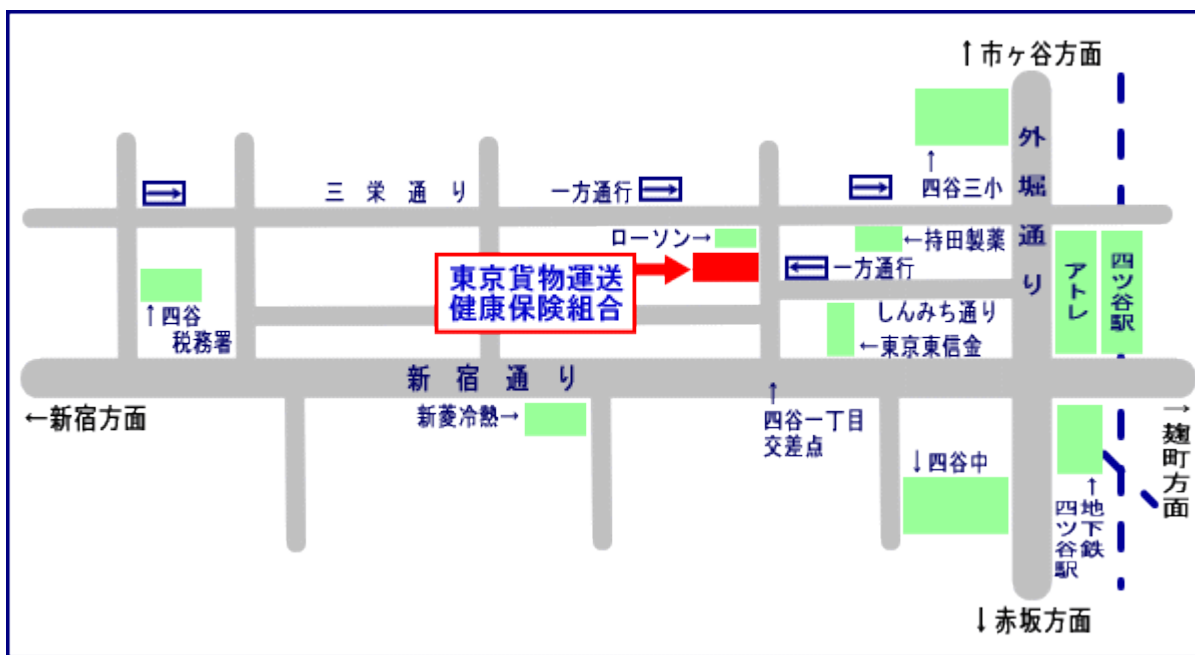 ↑市ヶ谷方面
外堀通り
↑
四谷三小
三栄通り
一方通行
→
→
→
ローソン→
←持田製薬
東京貨物運送
健康保険組合
←
一方通行
アトレ
四ツ谷駅
↑四谷
税務署
しんみち通り
←東京東信金
新宿通り
←新宿方面
新菱冷熱→
↑
四谷一丁目
交差点
→麹町方面
↓四谷中
↑地下鉄
四ツ谷駅
↓赤坂方面